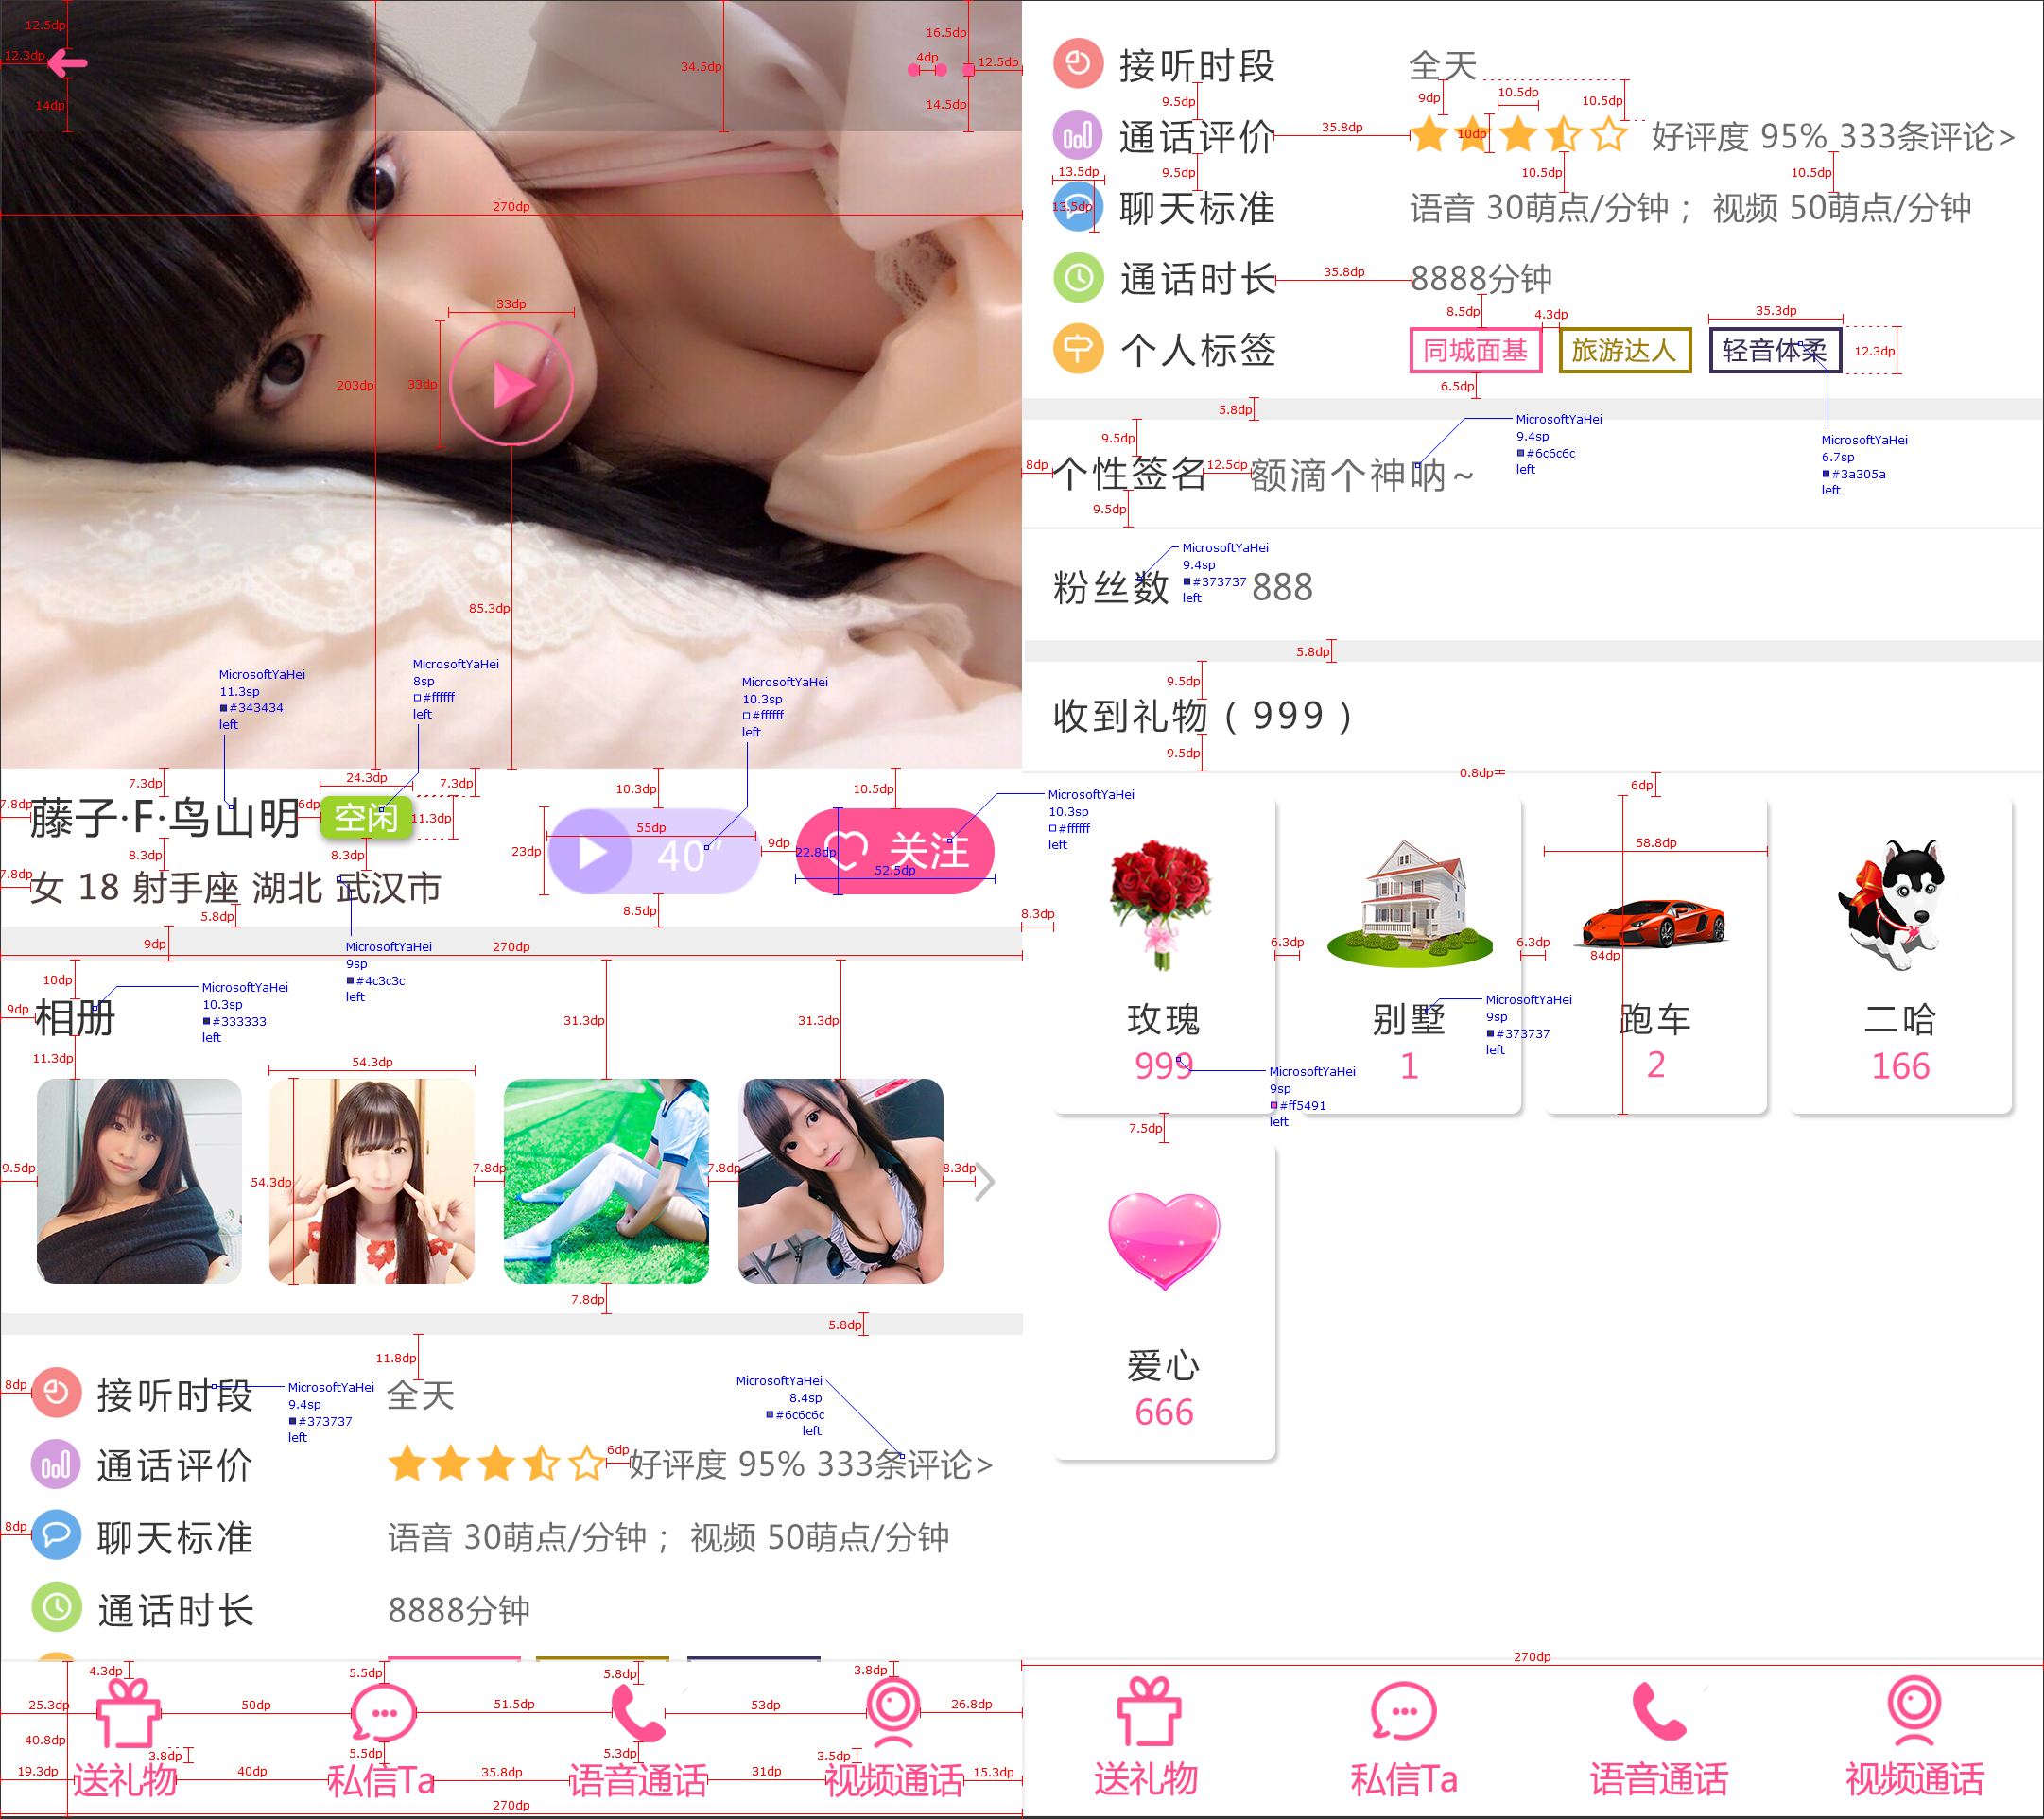 12.5dp
12.3dp
14dp
34.5dp
16.5dp
4dp
12.5dp
14.5dp
270dp
33dp
33dp
203dp
85.3dp
MicrosoftYaHei
11.3sp
#343434
left
MicrosoftYaHei
8sp
#ffffff
left
MicrosoftYaHei
10.3sp
#ffffff
left
7.3dp
24.3dp
7.3dp
10.3dp
10.5dp
7.8dp
藤子·F·鸟山明
6dp
空闲
11.3dp
8.3dp
8.3dp
23dp
55dp
40″
9dp
22.8dp
关注
52.5dp
7.8dp
女 18 射手座 湖北 武汉市
5.8dp
8.5dp
9dp
270dp
MicrosoftYaHei
9sp
#4c3c3c
left
10dp
9dp
相册
MicrosoftYaHei
10.3sp
#333333
left
11.3dp
31.3dp
31.3dp
54.3dp
9.5dp
54.3dp
7.8dp
7.8dp
8.3dp
7.8dp
5.8dp
11.8dp
8dp
接听时段
MicrosoftYaHei
9.4sp
#373737
left
全天
MicrosoftYaHei
8.4sp
#6c6c6c
left
通话评价
6dp
好评度 95% 333条评论>
8dp
聊天标准
语音 30萌点/分钟； 视频 50萌点/分钟
通话时长
8888分钟
4.3dp
5.5dp
5.8dp
3.8dp
25.3dp
50dp
51.5dp
53dp
26.8dp
40.8dp
3.8dp
5.5dp
5.3dp
3.5dp
19.3dp
送礼物
40dp
私信Ta
35.8dp
语音通话
31dp
视频通话
15.3dp
270dp
接听时段
全天
9.5dp
9dp
10.5dp
10.5dp
通话评价
35.8dp
10dp
好评度 95% 333条评论>
9.5dp
10.5dp
10.5dp
13.5dp
13.5dp
聊天标准
语音 30萌点/分钟； 视频 50萌点/分钟
通话时长
35.8dp
8888分钟
8.5dp
4.3dp
35.3dp
个人标签
同城面基
旅游达人
轻音体柔
12.3dp
6.5dp
5.8dp
MicrosoftYaHei
9.4sp
#6c6c6c
left
MicrosoftYaHei
6.7sp
#3a305a
left
9.5dp
8dp
个性签名
12.5dp
额滴个神呐~
9.5dp
MicrosoftYaHei
9.4sp
#373737
left
粉丝数
888
5.8dp
9.5dp
收到礼物（999）
9.5dp
0.8dp
6dp
MicrosoftYaHei
10.3sp
#ffffff
left
58.8dp
8.3dp
6.3dp
6.3dp
84dp
玫瑰
999
别墅
1
跑车
2
二哈
166
MicrosoftYaHei
9sp
#373737
left
MicrosoftYaHei
9sp
#ff5491
left
7.5dp
爱心
666
270dp
送礼物
私信Ta
语音通话
视频通话